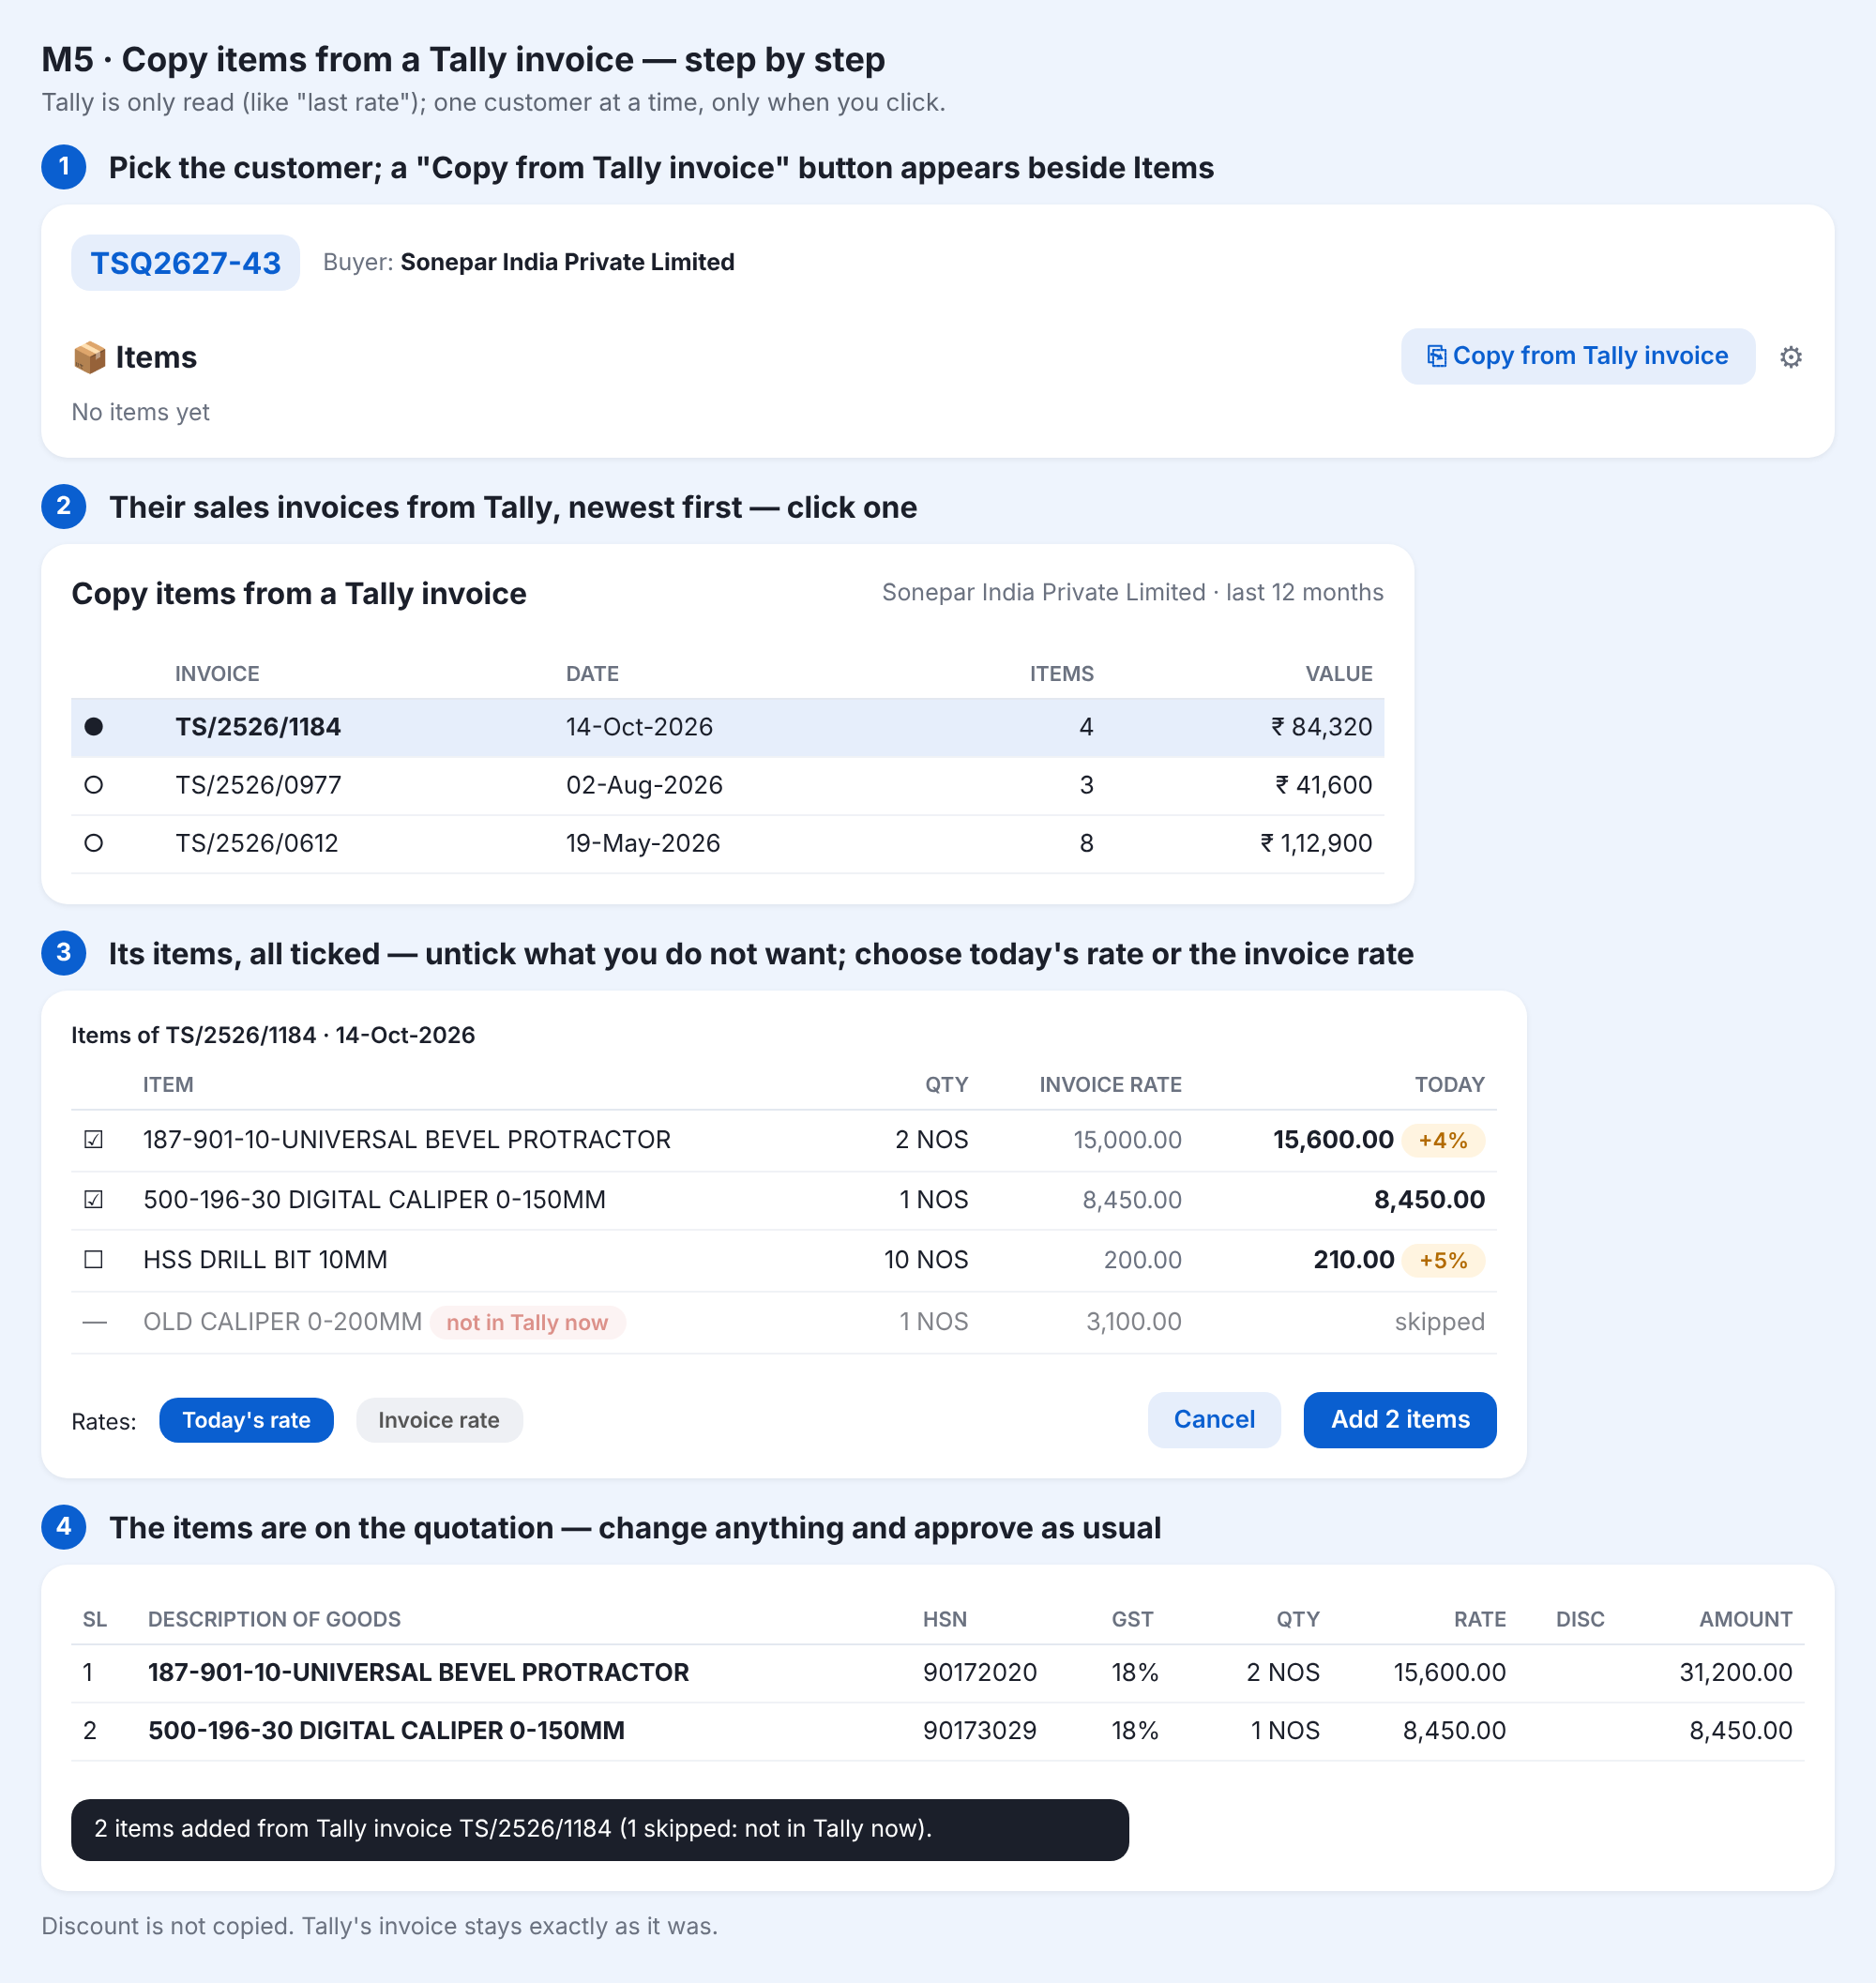 M5 · Copy items from a Tally invoice — step by step
Tally is only read (like "last rate"); one customer at a time, only when you click.
1 Pick the customer; a "Copy from Tally invoice" button appears beside Items
TSQ2627-43 Buyer: Sonepar India Private Limited
📦 Items ⎘ Copy from Tally invoice ⚙
No items yet
2 Their sales invoices from Tally, newest first — click one
Copy items from a Tally invoice Sonepar India Private Limited · last 12 months
INVOICE DATE ITEMS VALUE
● TS/2526/1184 14-Oct-2026 4 ₹ 84,320
○ TS/2526/0977 02-Aug-2026 3 ₹ 41,600
○ TS/2526/0612 19-May-2026 8 ₹ 1,12,900
3 Its items, all ticked — untick what you do not want; choose today's rate or the invoice rate
Items of TS/2526/1184 · 14-Oct-2026
ITEM QTY INVOICE RATE TODAY
☑ 187-901-10-UNIVERSAL BEVEL PROTRACTOR 2 NOS 15,000.00 15,600.00 +4%
☑ 500-196-30 DIGITAL CALIPER 0-150MM 1 NOS 8,450.00 8,450.00
☐ HSS DRILL BIT 10MM 10 NOS 200.00 210.00 +5%
— OLD CALIPER 0-200MM not in Tally now 1 NOS 3,100.00 skipped
Rates: Today's rate Invoice rate Cancel Add 2 items
4 The items are on the quotation — change anything and approve as usual
SL DESCRIPTION OF GOODS HSN GST QTY RATE DISC AMOUNT
1 187-901-10-UNIVERSAL BEVEL PROTRACTOR 90172020 18% 2 NOS 15,600.00 31,200.00
2 500-196-30 DIGITAL CALIPER 0-150MM 90173029 18% 1 NOS 8,450.00 8,450.00
2 items added from Tally invoice TS/2526/1184 (1 skipped: not in Tally now).
Discount is not copied. Tally's invoice stays exactly as it was.